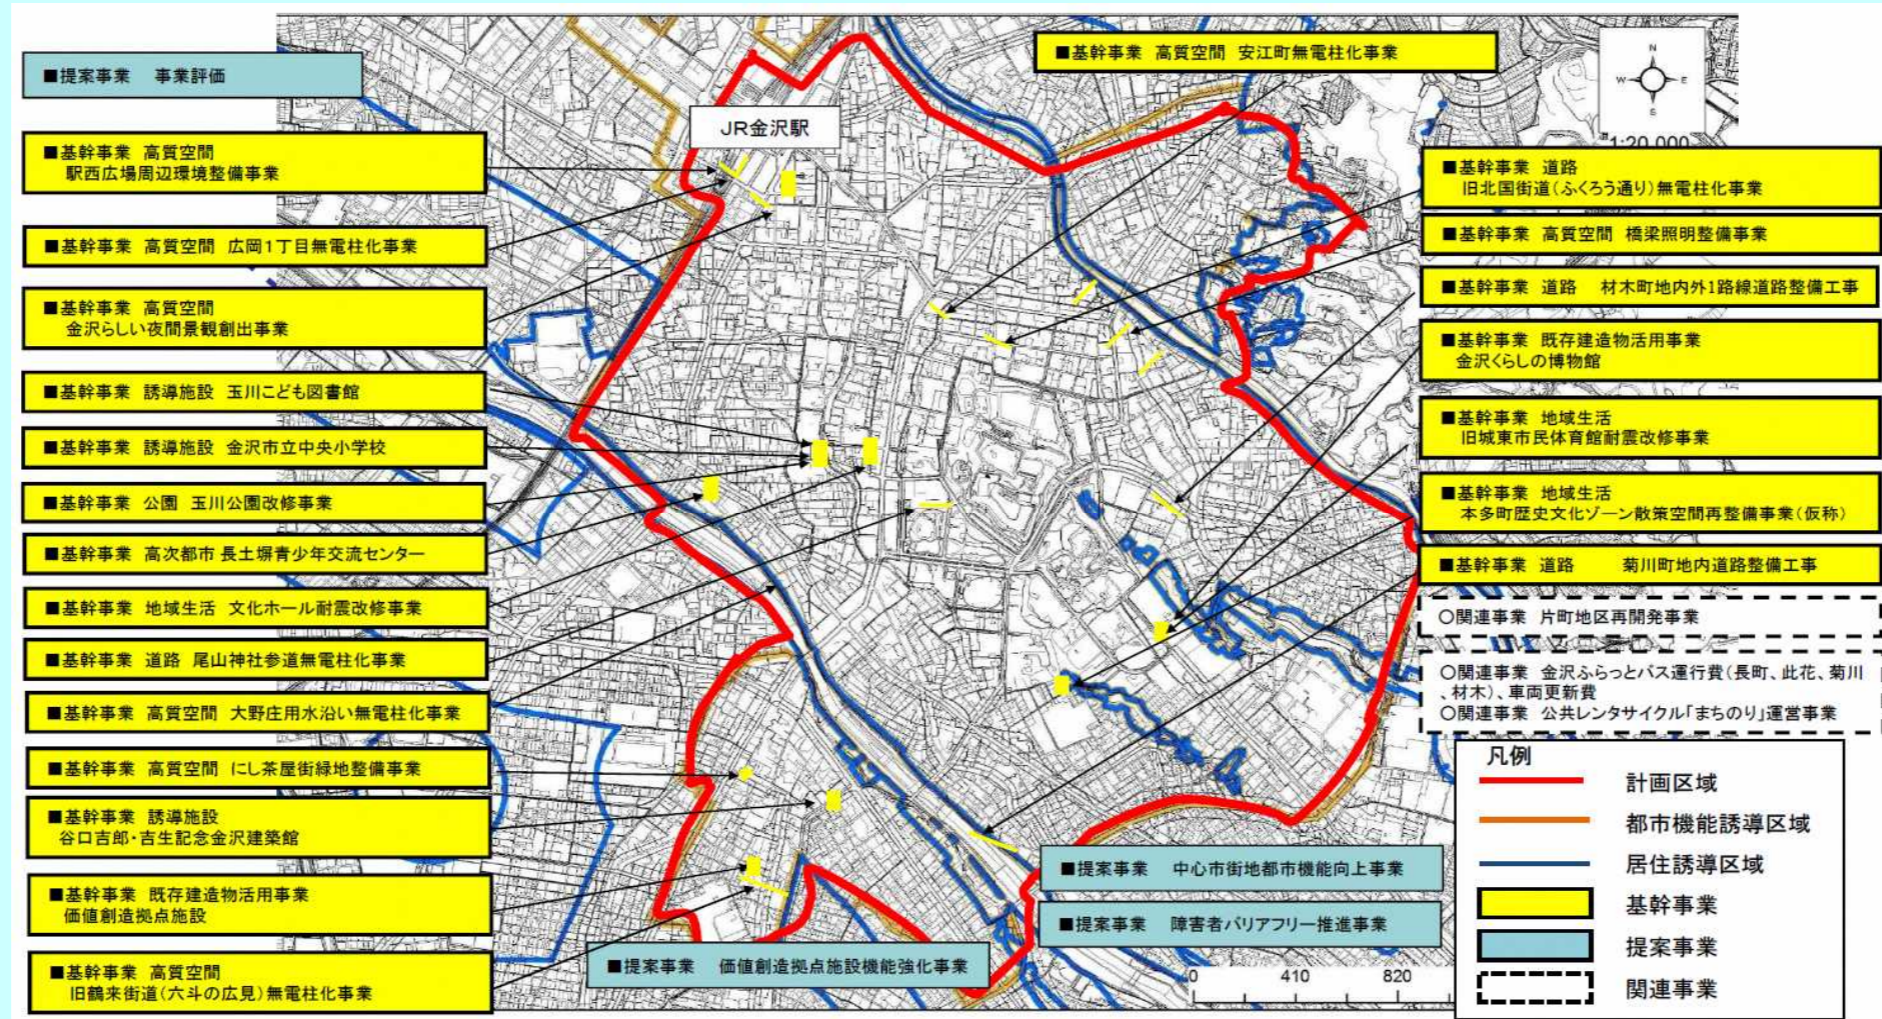 ■提案事業 事業評価
■基幹事業 高質空間
駅西広場周辺環境整備事業
■基幹事業 高質空間 広岡1丁目無電柱化事業
■基幹事業 高質空間
金沢らしい夜間景観創出事業
■基幹事業 誘導施設 玉川こども図書館
■基幹事業 誘導施設 金沢市立中央小学校
■基幹事業 公園 玉川公園改修事業
■基幹事業 高次都市 長土塀青少年交流センター
■基幹事業 地域生活 文化ホール耐震改修事業
■基幹事業 道路 尾山神社参道無電柱化事業
■基幹事業 高質空間 大野庄用水沿い無電柱化事業
■基幹事業 高質空間 にし茶屋街緑地整備事業
■基幹事業 誘導施設
谷口吉郎・吉生記念金沢建築館
■基幹事業 既存建造物活用事業
価値創造拠点施設
■基幹事業 高質空間
旧鶴来街道(六斗の広見)無電柱化事業
JR金沢駅
■基幹事業 高質空間 安江町無電柱化事業
N
W E
S
1:20,000
■基幹事業 道路
旧北国街道(ふくろう通り)無電柱化事業
■基幹事業 高質空間 橋梁照明整備事業
■基幹事業 道路 材木町地内外1路線道路整備工事
■基幹事業 既存建造物活用事業
金沢くらしの博物館
■基幹事業 地域生活
旧城東市民体育館耐震改修事業
■基幹事業 地域生活
本多町歴史文化ゾーン散策空間再整備事業(仮称)
■基幹事業 道路 菊川町地内道路整備工事
○関連事業 片町地区再開発事業
○関連事業 金沢ふらっとバス運行費(長町、此花、菊川
、材木)、車両更新費
○関連事業 公共レンタサイクル「まちのり」運営事業
■提案事業 中心市街地都市機能向上事業
■提案事業 障害者バリアフリー推進事業
■提案事業 価値創造拠点施設機能強化事業
0 410 820
凡例
計画区域
都市機能誘導区域
居住誘導区域
基幹事業
提案事業
関連事業